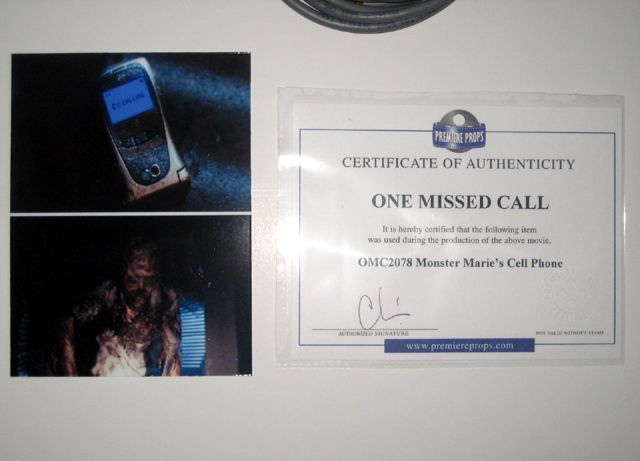 CALLING
PREMIERE PROPS
CERTIFICATE OF AUTHENTICITY
ONE MISSED CALL
It is hereby certified that the following item
was used during the production of the above movie,
OMC2078 Monster Marie's Cell Phone
AUTHORIZED SIGNATURE
NOT VALID WITHOUT STAMP
www.premiereprops.com